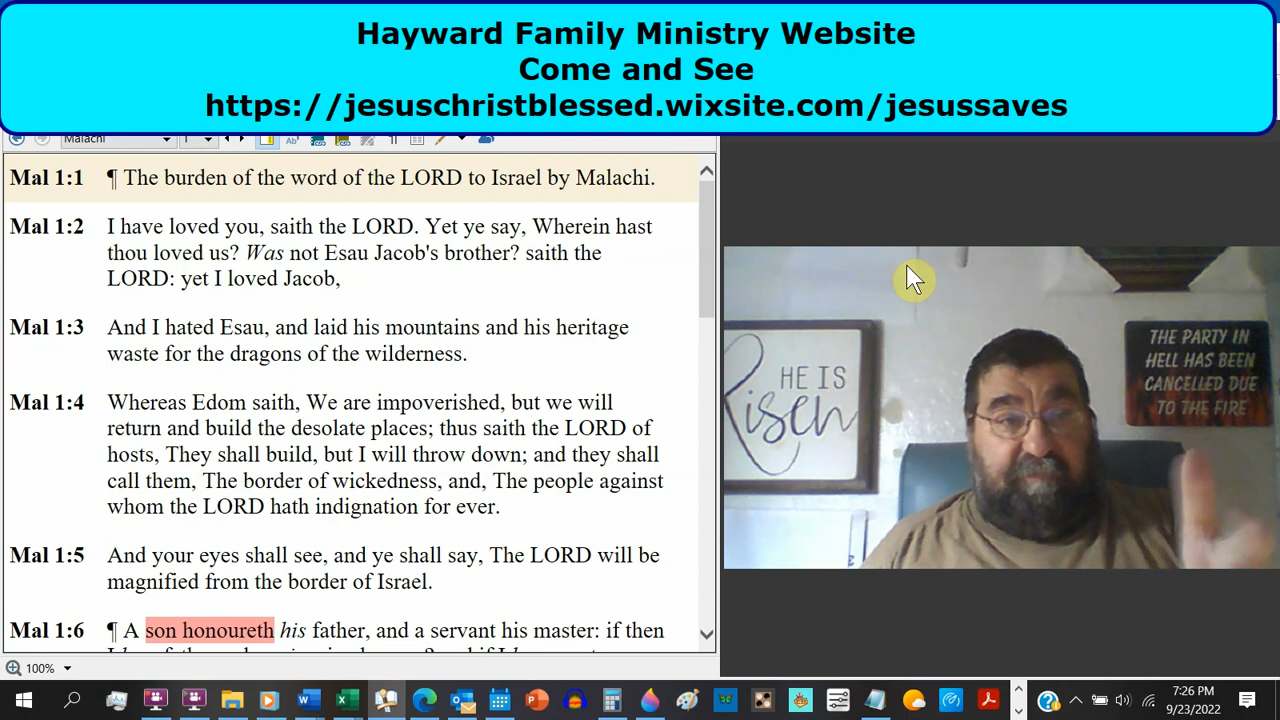 Hayward Family Ministry Website
Come and See
https://jesuschristblessed.wixsite.com/jesussaves
Malachi
1
Mal 1:1 ¶ The burden of the word of the LORD to Israel by Malachi.
Mal 1:2 I have loved you, saith the LORD. Yet ye say, Wherein hast
thou loved us? Was not Esau Jacob's brother? saith the
LORD: yet I loved Jacob,
Mal 1:3 And I hated Esau, and laid his mountains and his heritage
waste for the dragons of the wilderness.
Mal 1:4 Whereas Edom saith, We are impoverished, but we will
return and build the desolate places; thus saith the LORD of
hosts, They shall build, but I will throw down; and they shall
call them, The border of wickedness, and, The people against
whom the LORD hath indignation for ever.
Mal 1:5 And your eyes shall see, and ye shall say, The LORD will be
magnified from the border of Israel.
Mal 1:6 ¶ A son honoureth his father, and a servant his master: if then
100%
HE IS
Risen
THE PARTY IN
HELL HAS BEEN
CANCELLED DUE
TO THE FIRE
7:26 PM
9/23/2022